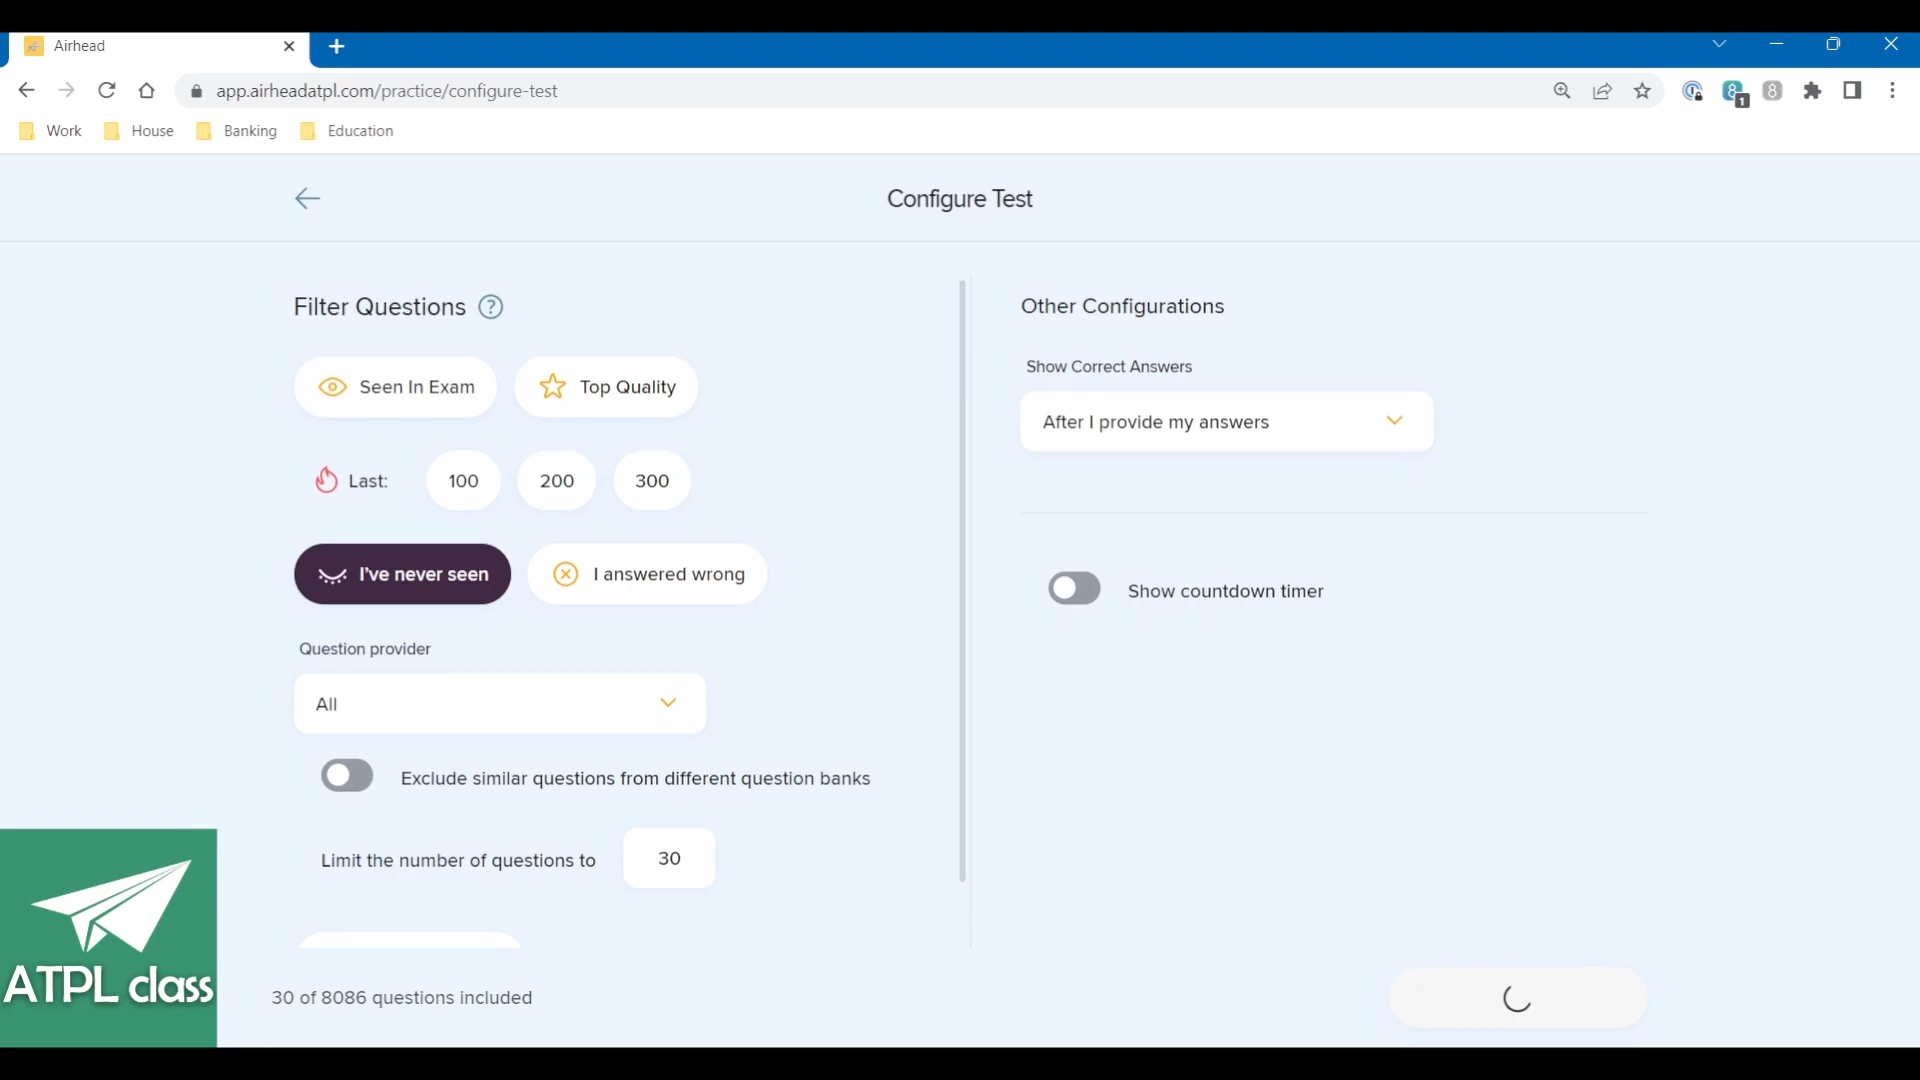 Airhead
app.airheadatpl.com/practice/configure-test
1
8
Work House Banking Education
Configure Test
Filter Questions ?
Seen In Exam
Top Quality
Last:
100
200
300
I've never seen
I answered wrong
Question provider
All
Exclude similar questions from different question banks
Limit the number of questions to
30
30 of 8086 questions included
Other Configurations
Show Correct Answers
After I provide my answers
Show countdown timer
ATPL class